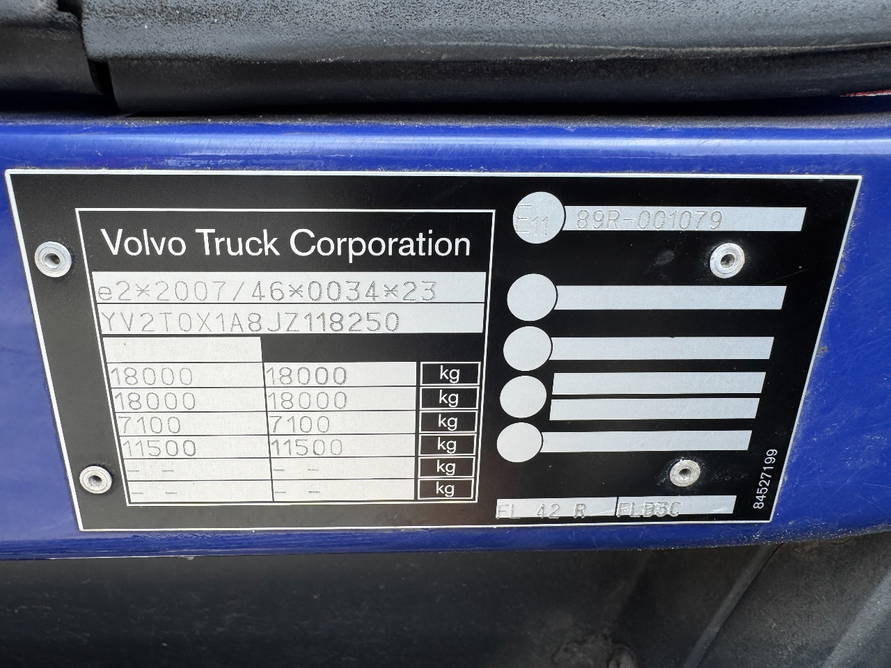 Volvo Truck Corporation
e2*2007/46*0034*23
YV2T0X1A8JZ118250
18000 18000 kg
18000 18000 kg
7100 7100 kg
11500 11500 kg
-- -- kg
-- -- kg
E11 89R-001079
FL 42 R FLB3C
84527199